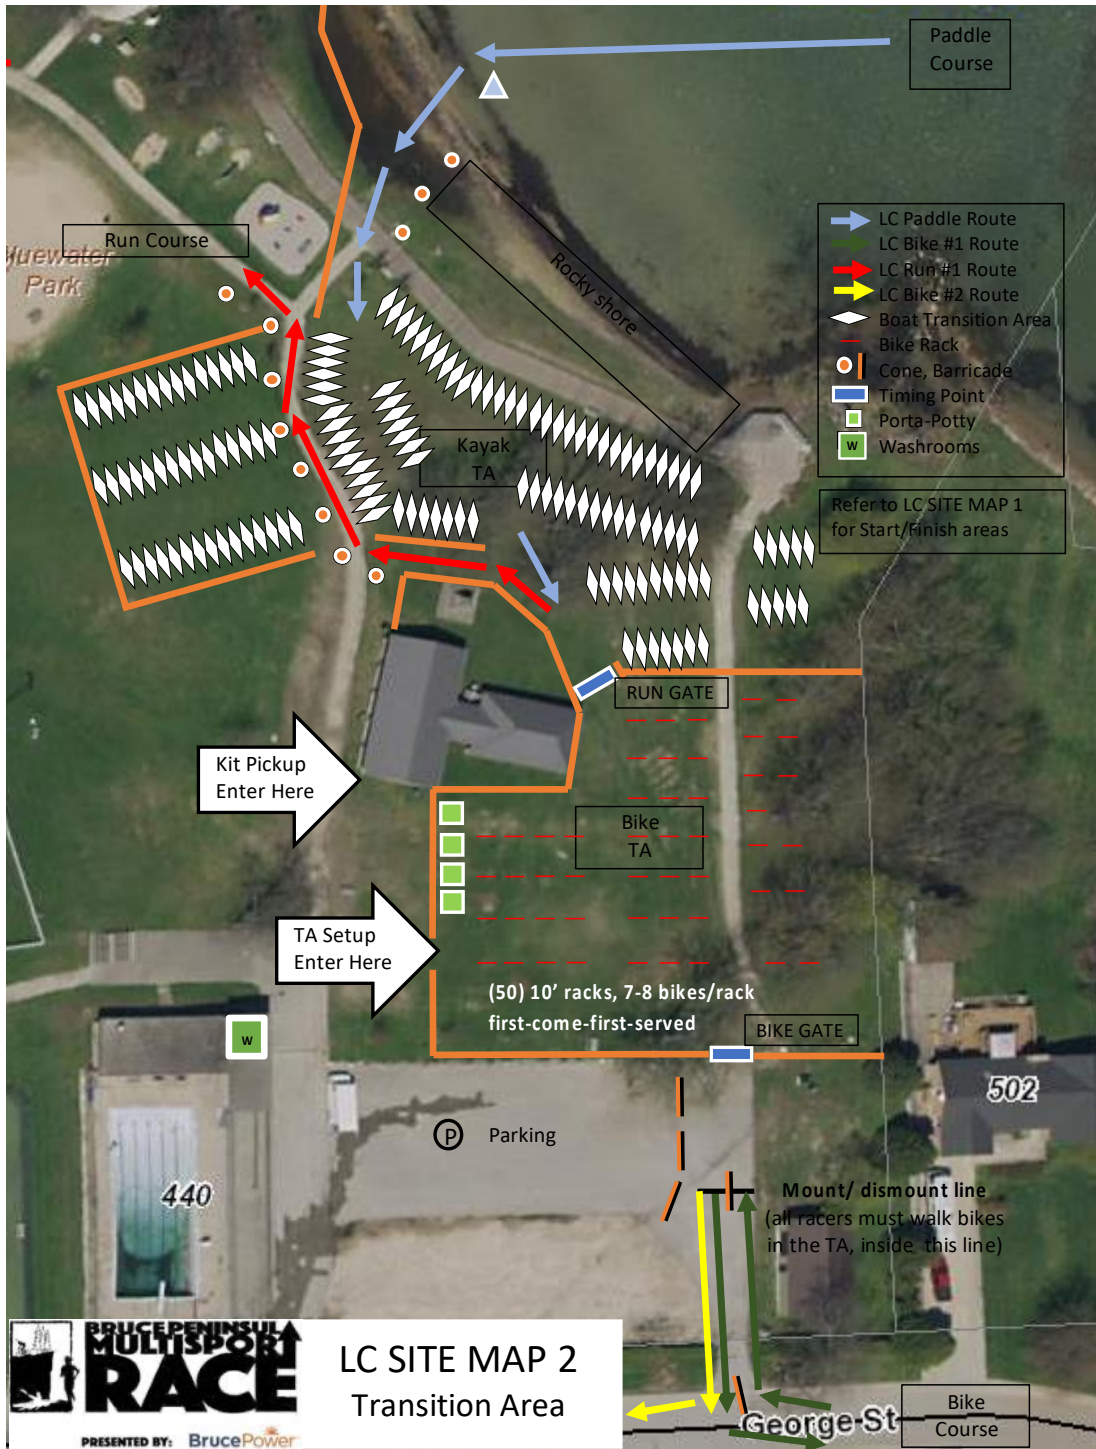 Paddle
Course
LC Paddle Route
LC Bike #1 Route
LC Run #1 Route
LC Bike #2 Route
Boat Transition Area
Bike Rack
Cone, Barricade
Timing Point
Porta-Potty
W
Washrooms
Refer to LC SITE MAP 1
for Start/Finish areas
Run Course
Bluewater
Park
Rocky shore
Kayak
TA
RUN GATE
Kit Pickup
Enter Here
Bike
TA
TA Setup
Enter Here
(50) 10' racks, 7-8 bikes/rack
first-come-first-served
BIKE GATE
W
502
P
Parking
440
Mount/ dismount line
(all racers must walk bikes
in the TA, inside this line)
BRUCE PENINSULA
MULTISPORT
RACE
PRESENTED BY: BrucePower
LC SITE MAP 2
Transition Area
George St
Bike
Course